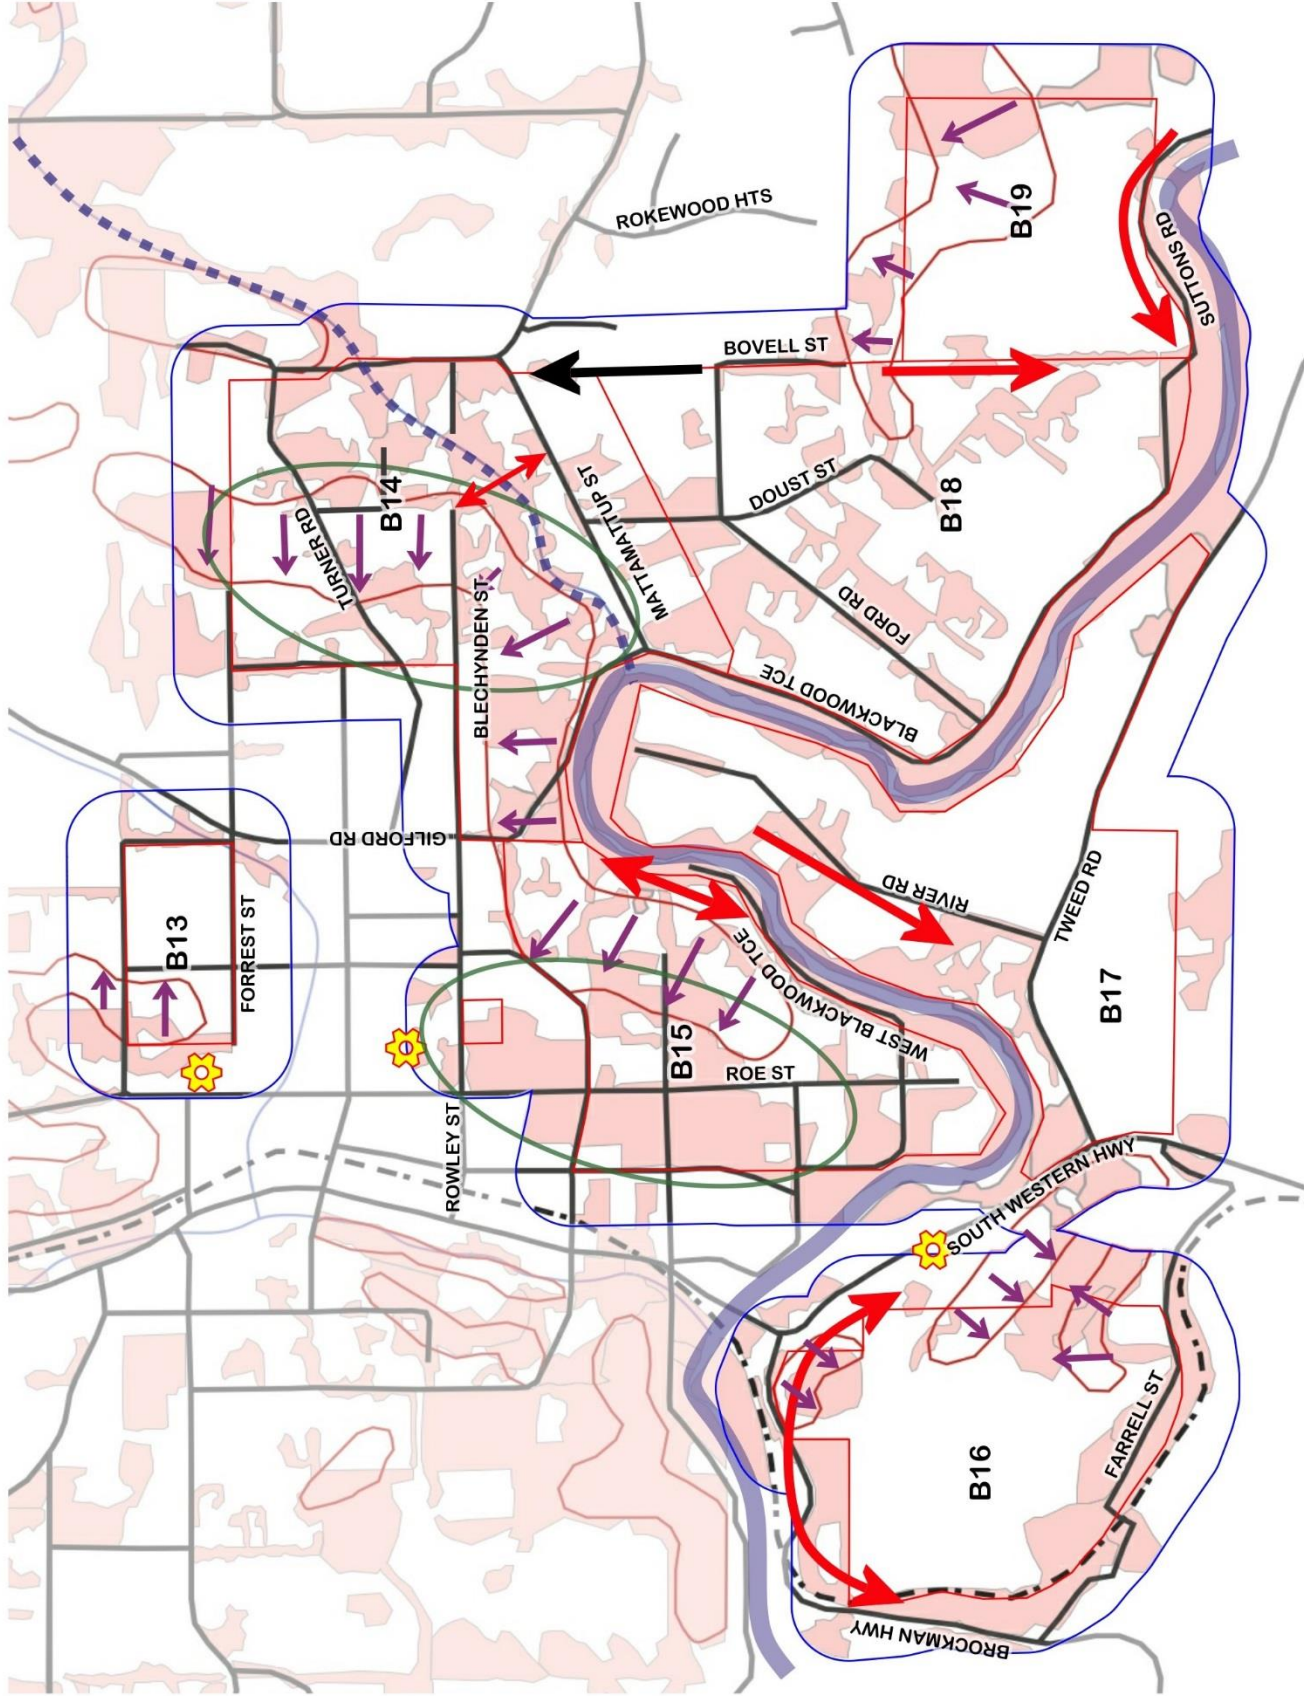 ROKEWOOD HTS
B19
SUTTONS RD
BOVELL ST
B14
TURNER RD
MATTAMATTUP ST
DOUST ST
B18
BLECHYNDEN ST
FORD RD
BLACKWOOD TCE
GILFORD RD
B13
FORREST ST
RIVER RD
TWEED RD
WEST BLACKWOOD TCE
B17
B15
ROE ST
ROWLEY ST
SOUTH WESTERN HWY
B16
FARRELL ST
BROCKMAN HWY